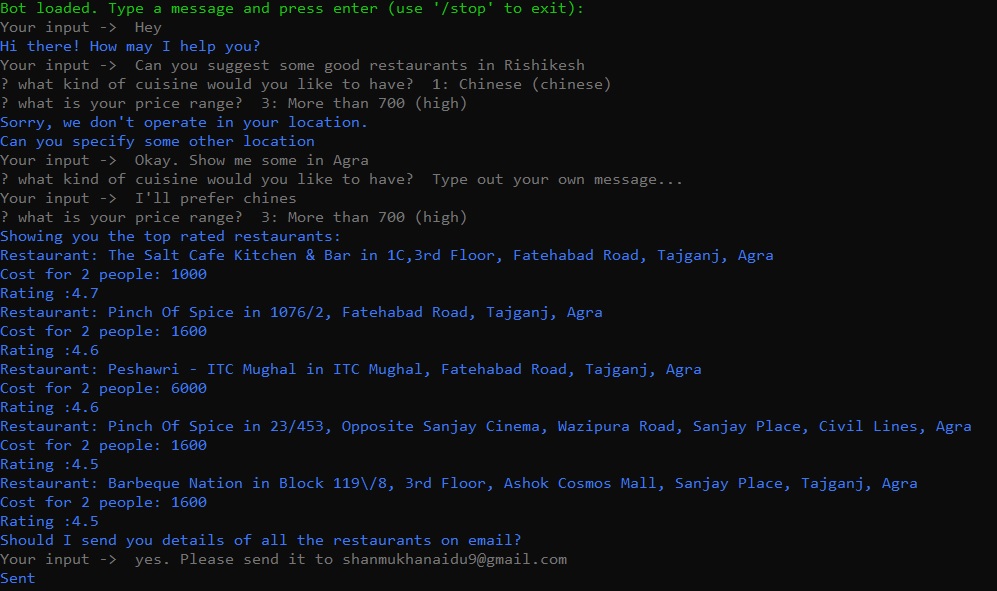 Bot loaded. Type a message and press enter (use '/stop' to exit):
Your input ->  Hey
Hi there! How may I help you?
Your input ->  Can you suggest some good restaurants in Rishikesh
? what kind of cuisine would you like to have?  1: Chinese (chinese)
? what is your price range?  3: More than 700 (high)
Sorry, we don't operate in your location.
Can you specify some other location
Your input ->  Okay. Show me some in Agra
? what kind of cuisine would you like to have?  Type out your own message...
Your input ->  I'll prefer chines
? what is your price range?  3: More than 700 (high)
Showing you the top rated restaurants:
Restaurant: The Salt Cafe Kitchen & Bar in 1C,3rd Floor, Fatehabad Road, Tajganj, Agra
Cost for 2 people: 1000
Rating :4.7
Restaurant: Pinch Of Spice in 1076/2, Fatehabad Road, Tajganj, Agra
Cost for 2 people: 1600
Rating :4.6
Restaurant: Peshawri - ITC Mughal in ITC Mughal, Fatehabad Road, Tajganj, Agra
Cost for 2 people: 6000
Rating :4.6
Restaurant: Pinch Of Spice in 23/453, Opposite Sanjay Cinema, Wazipura Road, Sanjay Place, Civil Lines, Agra
Cost for 2 people: 1600
Rating :4.5
Restaurant: Barbeque Nation in Block 119\/8, 3rd Floor, Ashok Cosmos Mall, Sanjay Place, Tajganj, Agra
Cost for 2 people: 1600
Rating :4.5
Should I send you details of all the restaurants on email?
Your input ->  yes. Please send it to shanmukhanaidu9@gmail.com
Sent